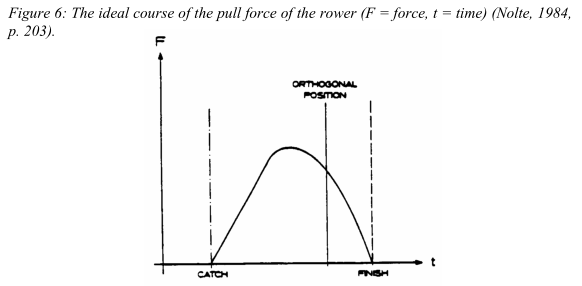 Figure 6: The ideal course of the pull force of the rower (F = force, t = time) (Nolte, 1984,
p. 203).
F
ORTHOGONAL
POSITION
t
CATCH
FINISH